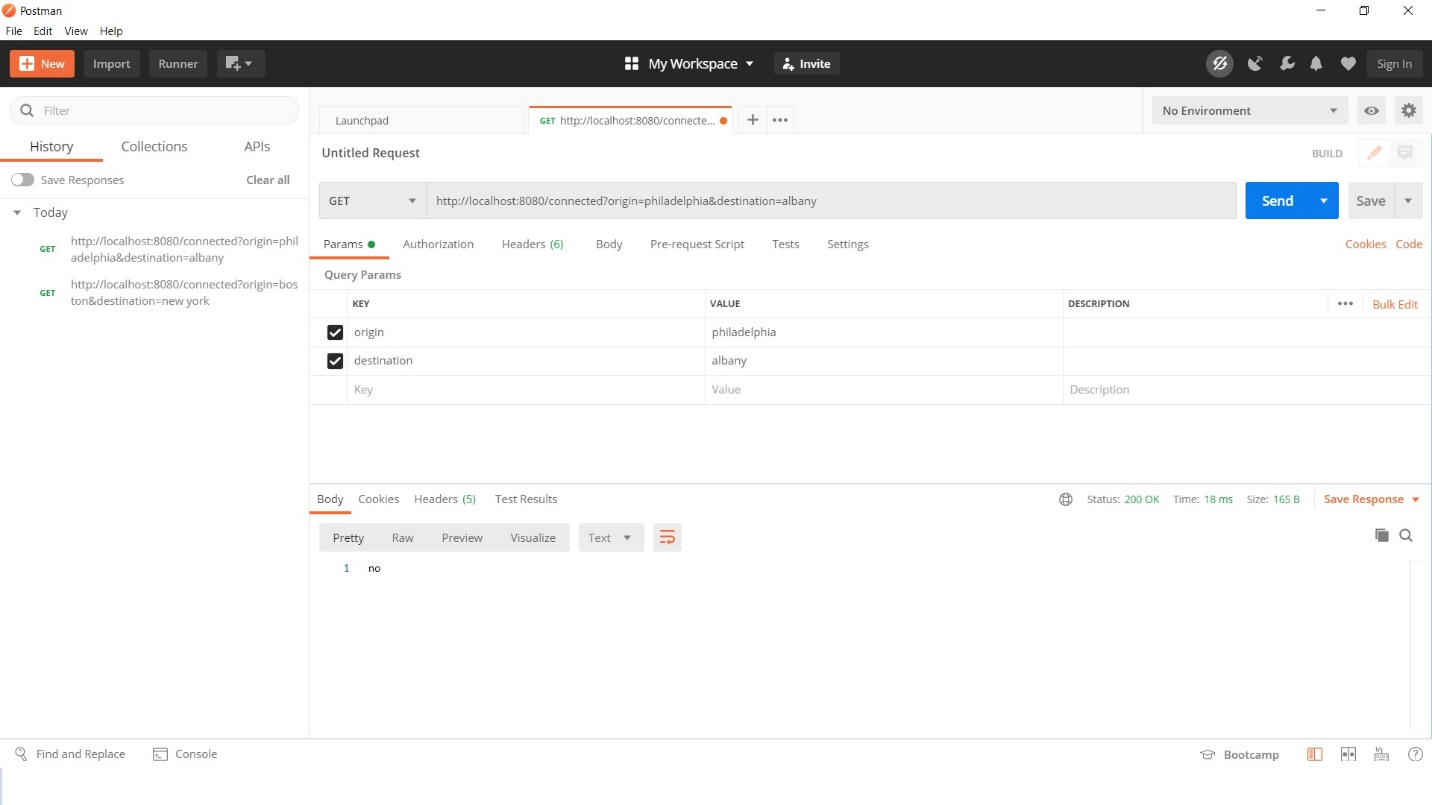 Postman
File Edit View Help
New Import Runner My Workspace Invite Sign In
Filter
History Collections APIs
Save Responses Clear all
Today
GET http://localhost:8080/connected?origin=phil
adelphia&destination=albany
GET http://localhost:8080/connected?origin=bos
ton&destination=new york
Launchpad GET http://localhost:8080/connecte... No Environment
Untitled Request BUILD
GET http://localhost:8080/connected?origin=philadelphia&destination=albany Send Save
Params Authorization Headers (6) Body Pre-request Script Tests Settings Cookies Code
Query Params
KEY VALUE DESCRIPTION ••• Bulk Edit
origin philadelphia
destination albany
Key Value Description
Body Cookies Headers (5) Test Results Status: 200 OK Time: 18 ms Size: 165 B Save Response
Pretty Raw Preview Visualize Text
1 no
Find and Replace Console Bootcamp